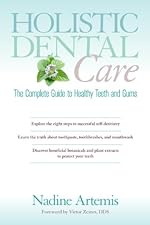 HOLISTIC
DENTAL
Care
The Complete Guide to Healthy Teeth and Gums
Explore the eight steps to successful self-dentistry
Learn the truth about toothpaste, toothbrushes, and mouthwash
Discover beneficial botanicals and plant extracts
to protect your teeth
Nadine Artemis
Foreword by Victor Zeines, DDS